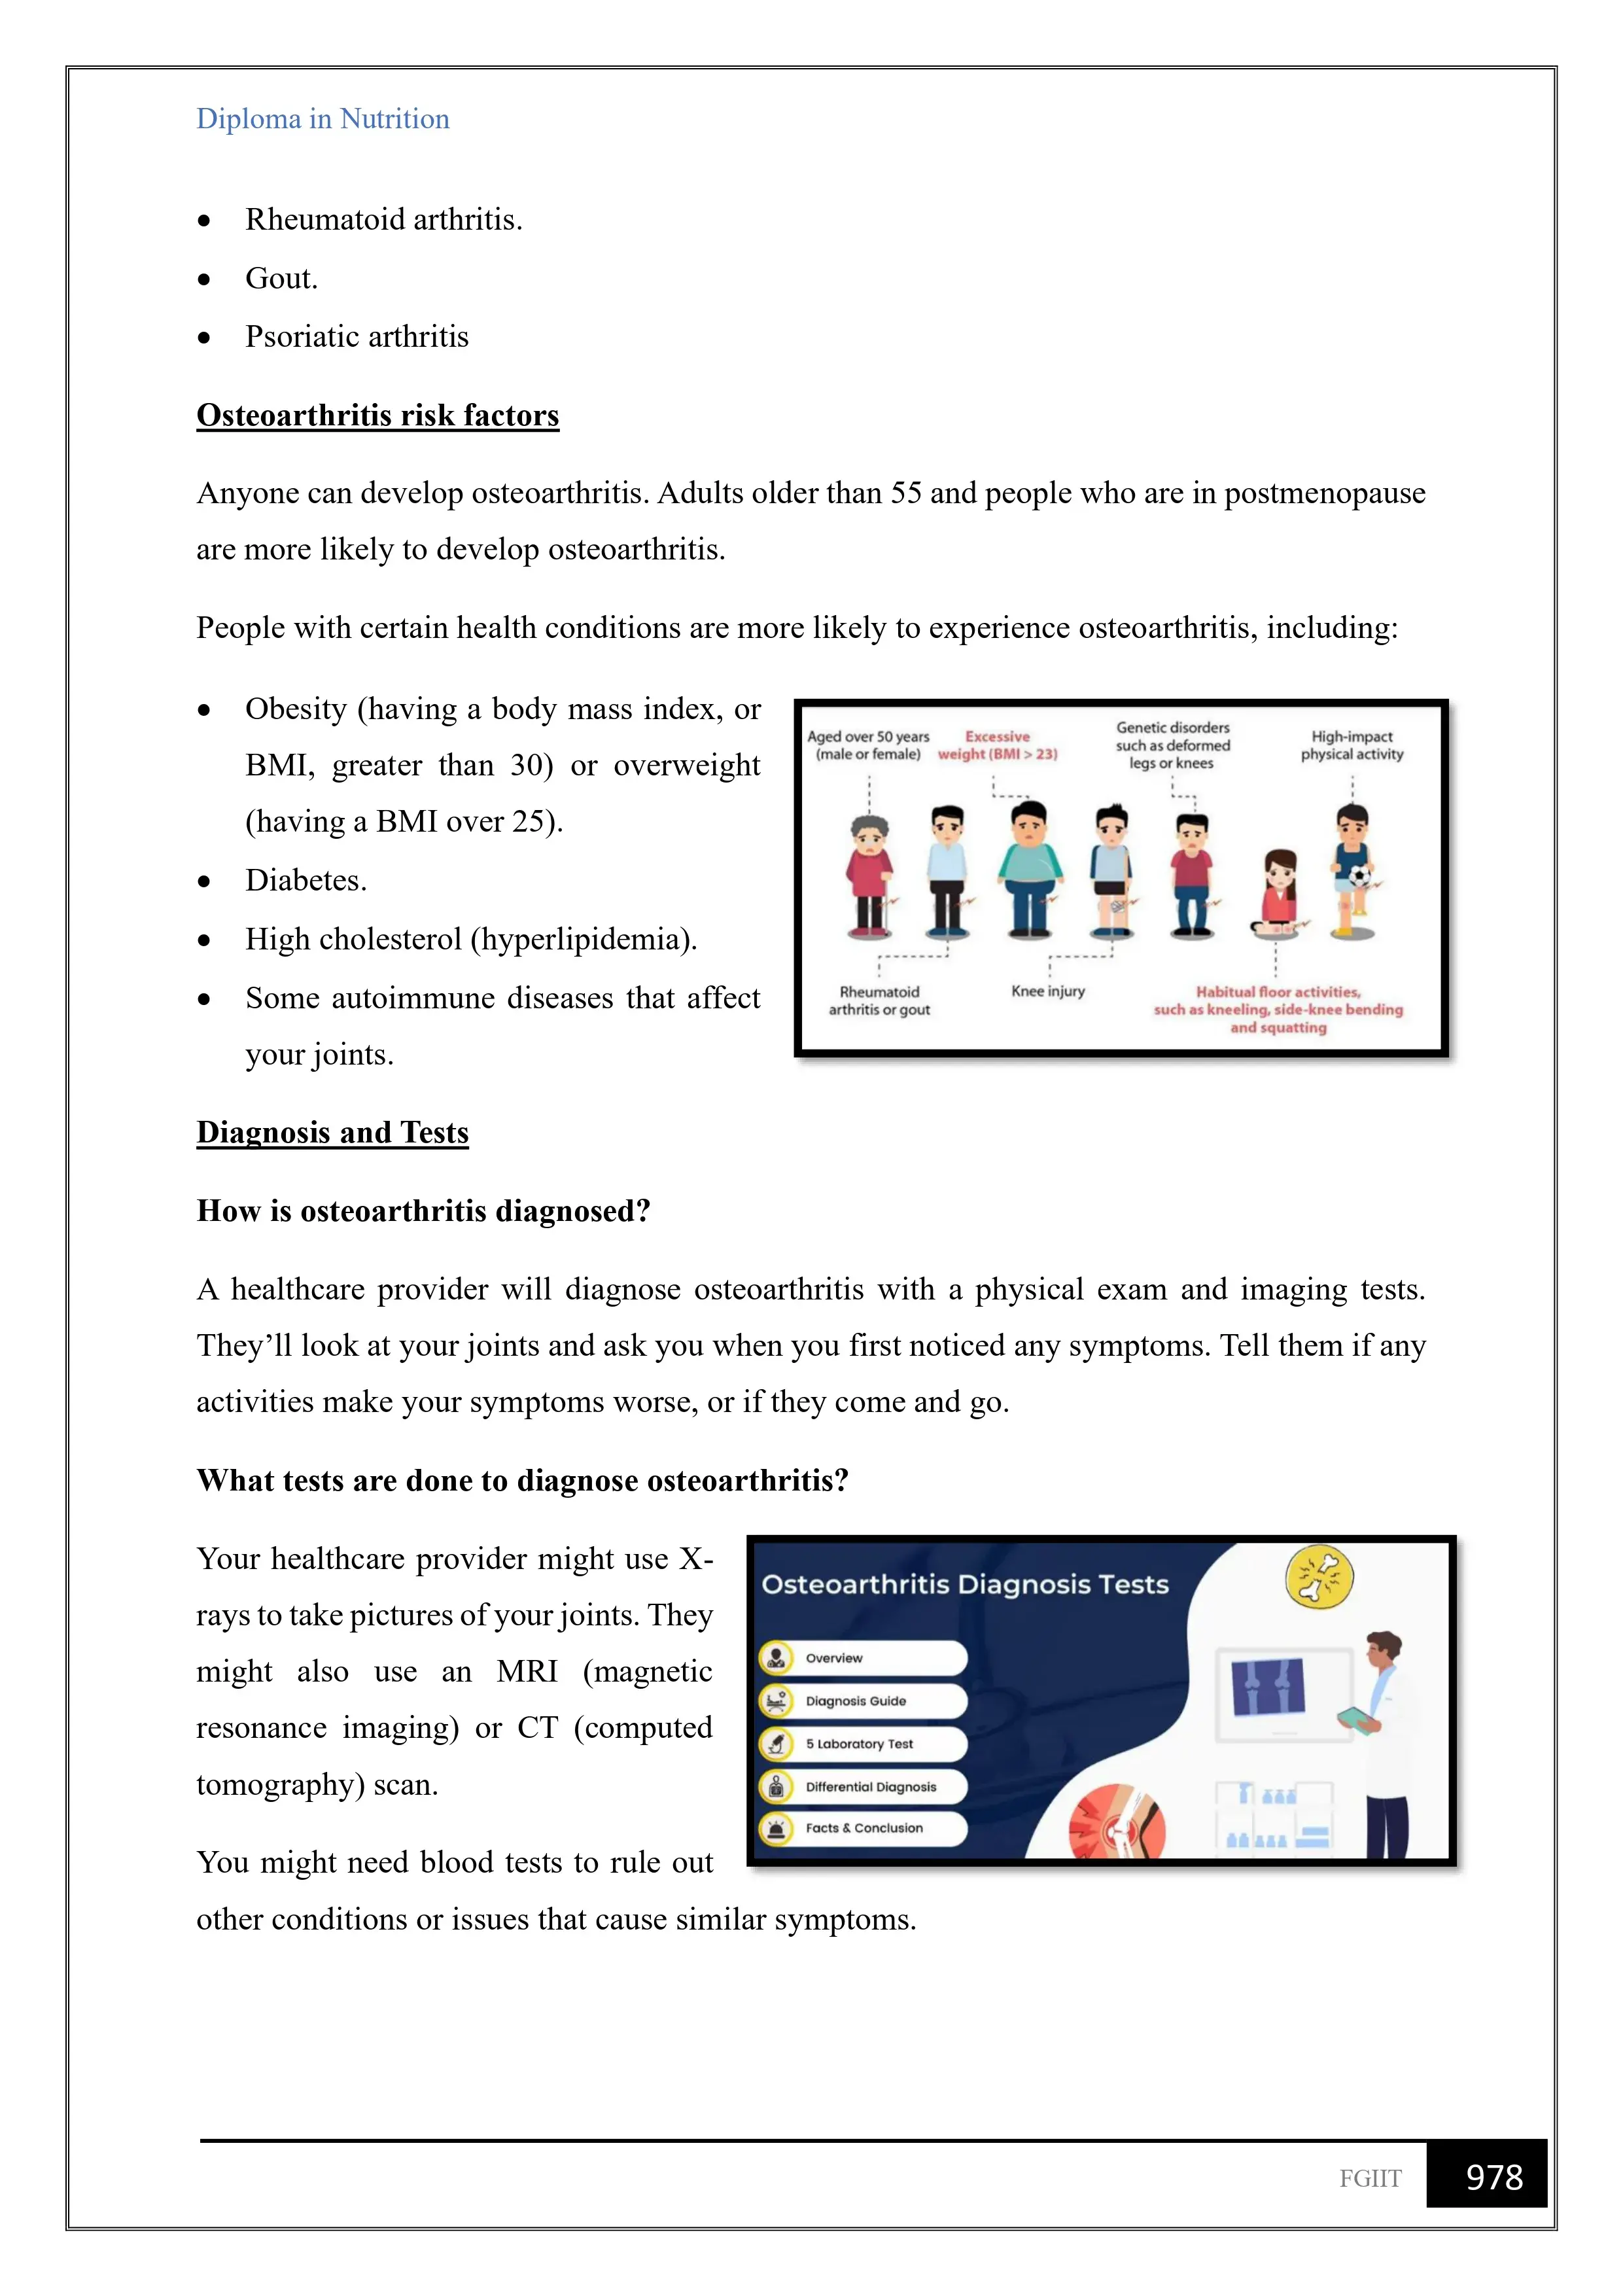 Diploma in Nutrition
• Rheumatoid arthritis.
• Gout.
• Psoriatic arthritis
Osteoarthritis risk factors
Anyone can develop osteoarthritis. Adults older than 55 and people who are in postmenopause
are more likely to develop osteoarthritis.
People with certain health conditions are more likely to experience osteoarthritis, including:
• Obesity (having a body mass index, or
BMI, greater than 30) or overweight
(having a BMI over 25).
• Diabetes.
• High cholesterol (hyperlipidemia).
• Some autoimmune diseases that affect
your joints.
Aged over 50 years
(male or female)
Excessive
weight (BMI > 23)
Genetic disorders
such as deformed
legs or knees
High-impact
physical activity
Rheumatoid
arthritis or gout
Knee injury
Habitual floor activities,
such as kneeling, side-knee bending
and squatting
Diagnosis and Tests
How is osteoarthritis diagnosed?
A healthcare provider will diagnose osteoarthritis with a physical exam and imaging tests.
They’ll look at your joints and ask you when you first noticed any symptoms. Tell them if any
activities make your symptoms worse, or if they come and go.
What tests are done to diagnose osteoarthritis?
Your healthcare provider might use X-
rays to take pictures of your joints. They
might also use an MRI (magnetic
resonance imaging) or CT (computed
tomography) scan.
You might need blood tests to rule out
other conditions or issues that cause similar symptoms.
Osteoarthritis Diagnosis Tests
Overview
Diagnosis Guide
5 Laboratory Test
Differential Diagnosis
Facts & Conclusion
FGIIT
978